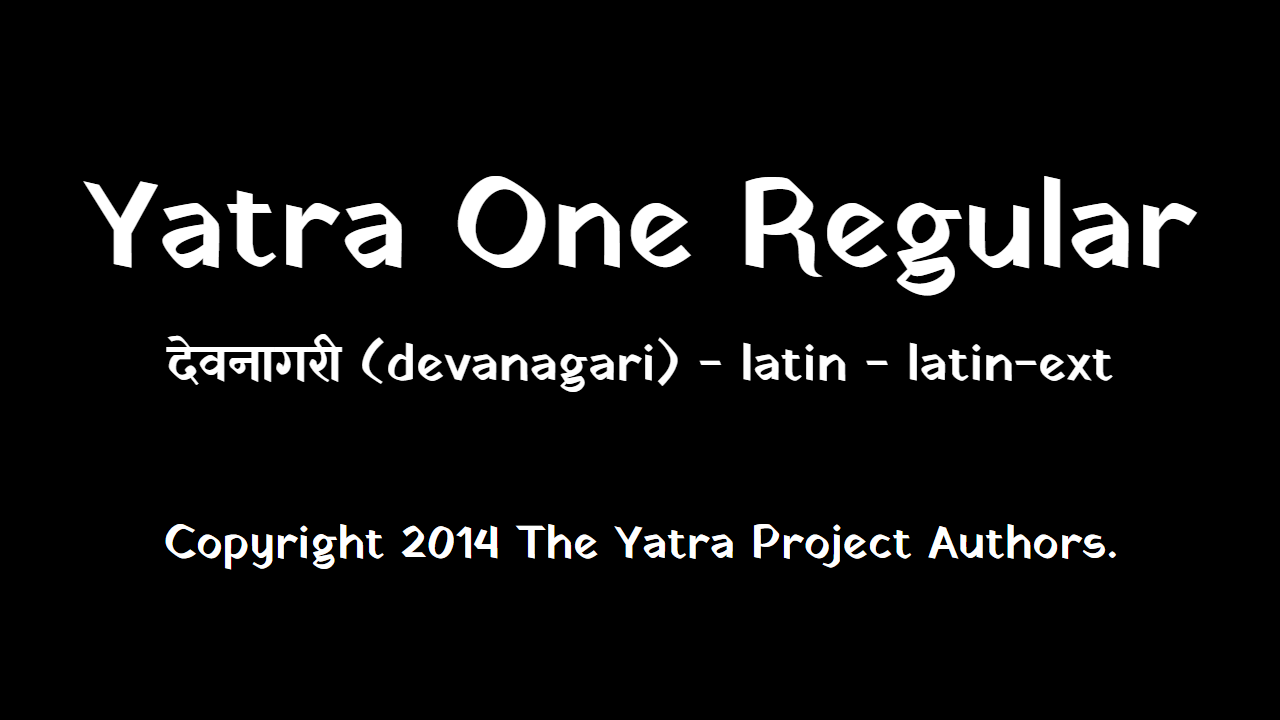 Yatra One Regular
देवनागरी (devanagari) - latin - latin-ext
Copyright 2014 The Yatra Project Authors.